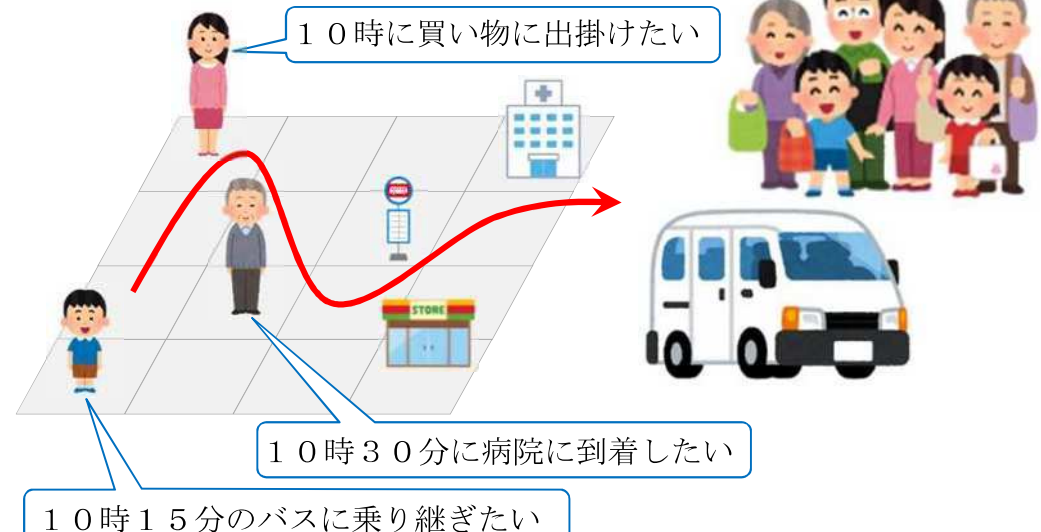 １０時に買い物に出掛けたい
STORE
１０時３０分に病院に到着したい
１０時１５分のバスに乗り継ぎたい